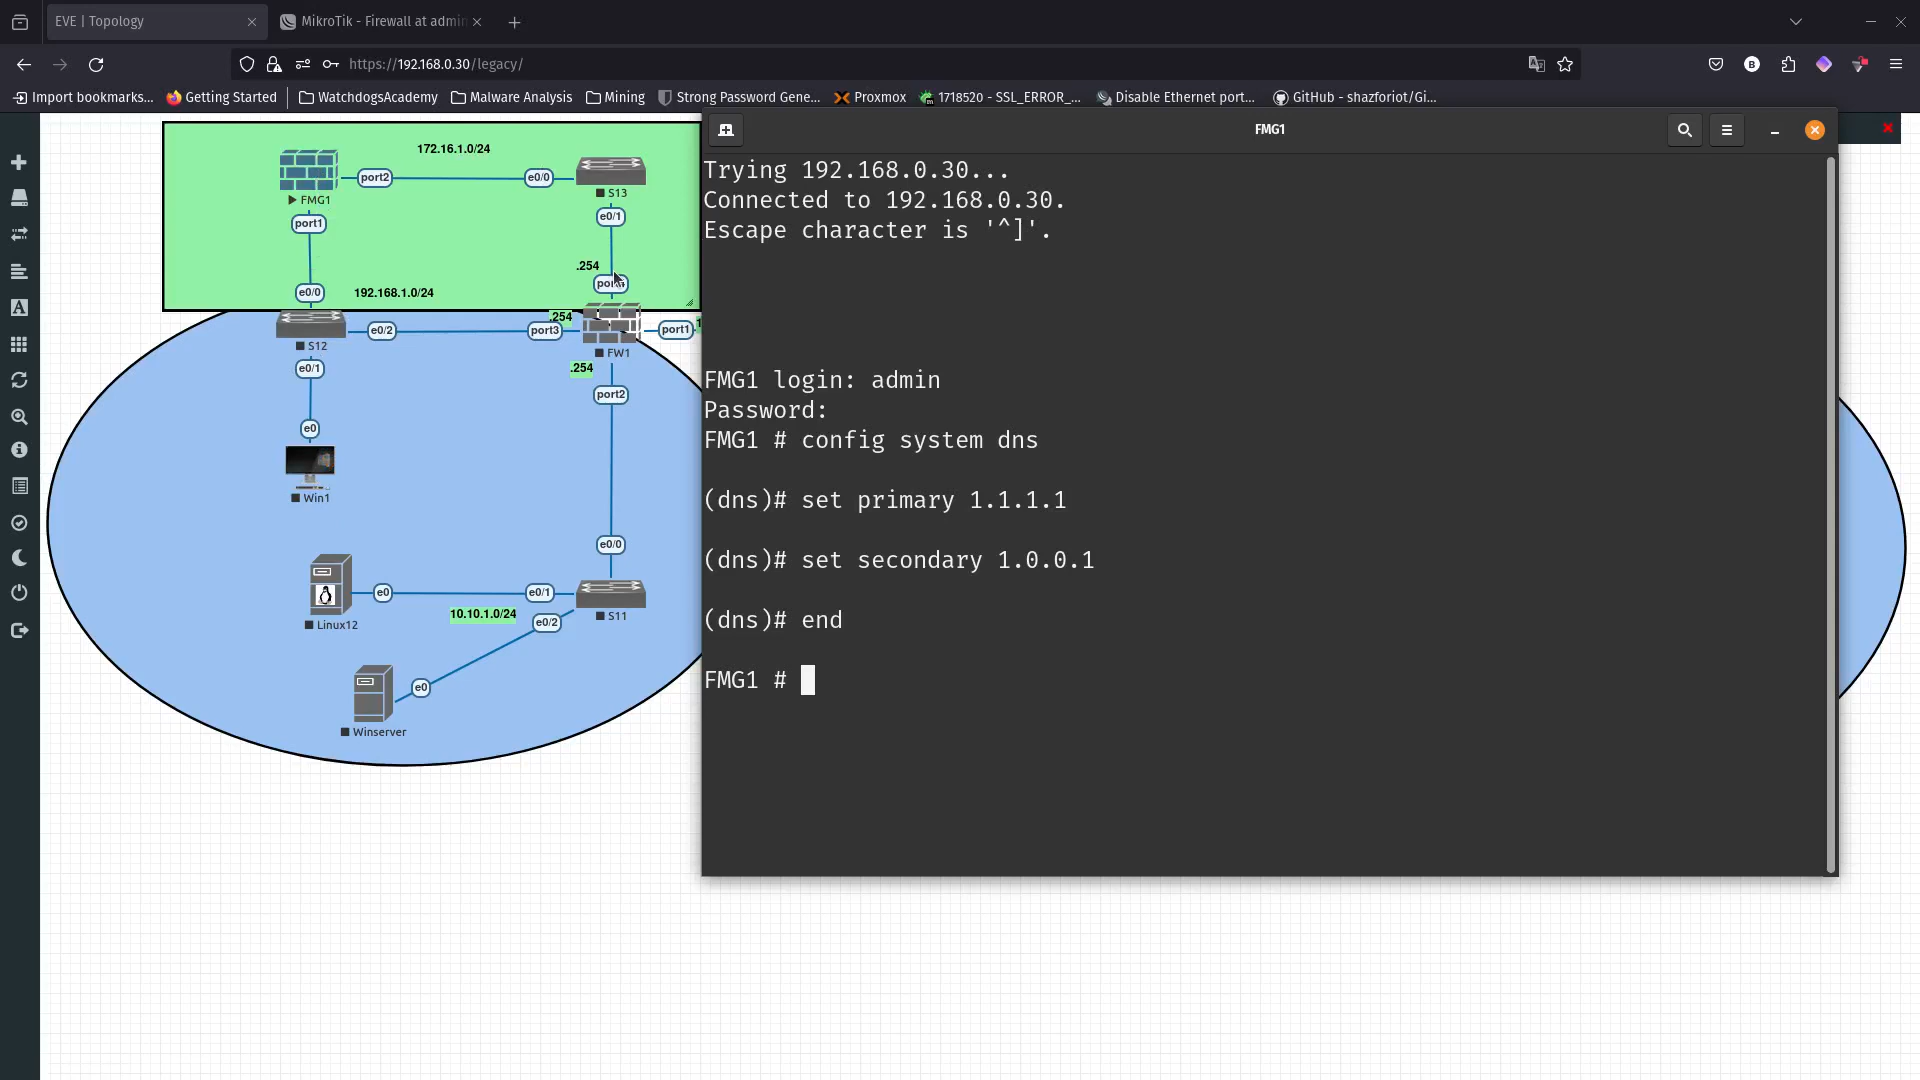 EVE | Topology
MikroTik - Firewall at admin
https://192.168.0.30/legacy/
Import bookmarks...
Getting Started
WatchdogsAcademy
Malware Analysis
Mining
Strong Password Gene...
Proxmox
1718520 - SSL_ERROR_...
Disable Ethernet port...
GitHub - shazforiot/Gi...
FMG1
Trying 192.168.0.30...
Connected to 192.168.0.30.
Escape character is '^]'.
FMG1 login: admin
Password:
FMG1 # config system dns
(dns)# set primary 1.1.1.1
(dns)# set secondary 1.0.0.1
(dns)# end
FMG1 #
172.16.1.0/24
port2
e0/0
FMG1
S13
port1
e0/1
.254
e0/0
192.168.1.0/24
.254
e0/2
port3
port1
S12
FW1
e0/1
.254
port2
e0
Win1
e0/0
e0
e0/1
10.10.1.0/24
S11
Linux12
e0/2
e0
Winserver